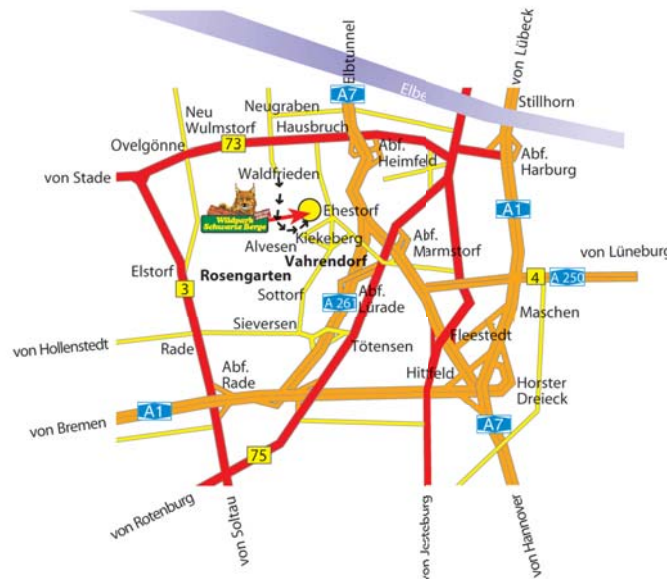 Elbtunnel
von Lübeck
Elbe
A7
Stillhorn
Neu
Wulmstorf
Neugraben
Hausbruch
Ovelgönne
73
Abf.
Heimfeld
Abf.
Harburg
von Stade
Waldfrieden
Wildpark
Schwarze Berge
Ehestorf
A1
Kiekeberg
Alvesen
Abf.
Marmstorf
von Lüneburg
Vahrendorf
Elstorf
Rosengarten
4
A 250
3
Sottorf
A 261
Abf.
Lürade
Maschen
Sieversen
von Hollenstedt
Rade
Tötensen
Fleestedt
Abf.
Rade
Hittfeld
Horster
Dreieck
A1
von Bremen
A7
75
von Rotenburg
von Soltau
von Jesteburg
von Hannover